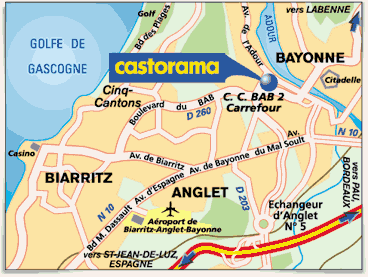 Golf
vers LABENNE
GOLFE DE
GASCOGNE
Bd des Plages
Av. de l'Adour
ADOUR
BAYONNE
castorama
Citadelle
Cinq-
Cantons
C. C. BAB 2
Carrefour
Boulevard du BAB
D 260
N 10
Casino
Av. de Biarritz
Av. de Bayonne
Av. du Mal Soult
BIARRITZ
Av. d'Espagne
ANGLET
vers PAU,
BORDEAUX
N 10
Bd M. Dassault
Aéroport de
Biarritz-Anglet-Bayonne
D 203
Echangeur
d'Anglet
N° 5
vers ST-JEAN-DE-LUZ,
ESPAGNE